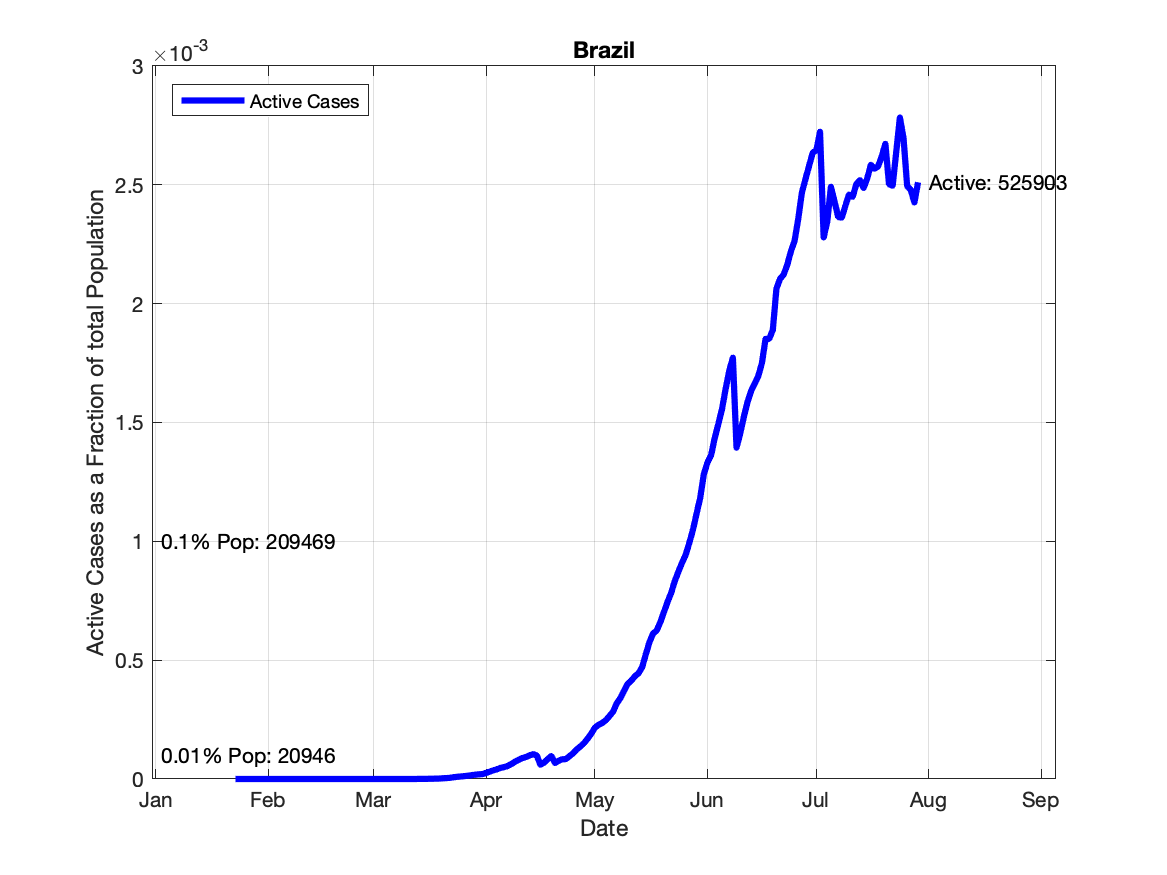 Brazil
×10-3
Active Cases
3
2.5
2
1.5
1
0.5
0
Active Cases as a Fraction of total Population
Active: 525903
0.1% Pop: 209469
0.01% Pop: 20946
Jan Feb Mar Apr May Jun Jul Aug Sep
Date